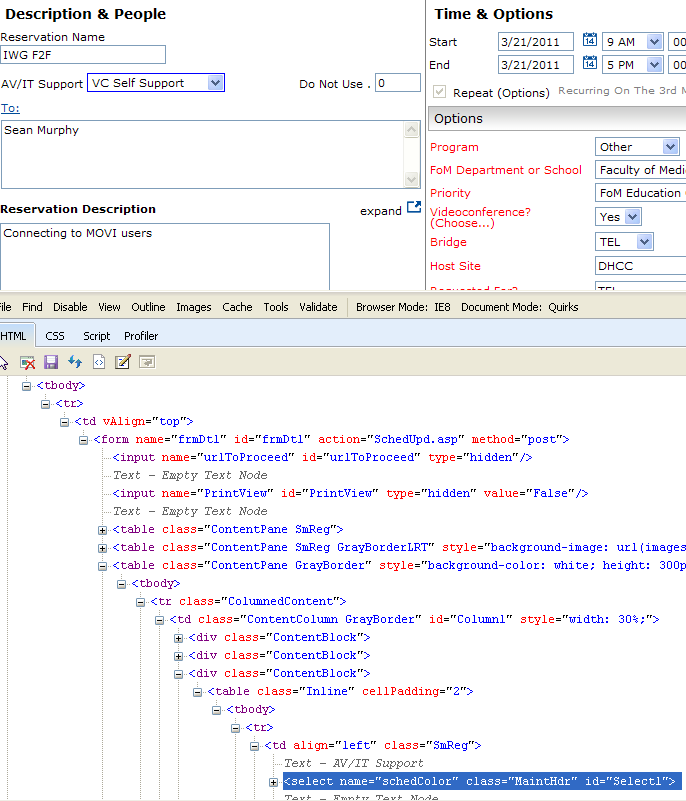 Description & People
Reservation Name
IWG F2F
AV/IT Support VC Self Support Do Not Use . 0
To:
Sean Murphy
Reservation Description expand
Connecting to MOVI users
Time & Options
Start 3/21/2011 14 9 AM 00
End 3/21/2011 14 5 PM 00
Repeat (Options) Recurring On The 3rd M
Options
Program Other
FoM Department or School Faculty of Medi
Priority FoM Education
Videoconference? (Choose...) Yes
Bridge TEL
Host Site DHCC
Requested For? TEL
ile Find Disable View Outline Images Cache Tools Validate Browser Mode: IE8 Document Mode: Quirks
HTML CSS Script Profiler
<tbody>
<tr>
<td vAlign="top">
<form name="frmDtl" id="frmDtl" action="SchedUpd.asp" method="post">
<input name="urlToProceed" id="urlToProceed" type="hidden"/>
Text - Empty Text Node
<input name="PrintView" id="PrintView" type="hidden" value="False"/>
Text - Empty Text Node
<table class="ContentPane SmReg">
<table class="ContentPane SmReg GrayBorderLRT" style="background-image: url(images
<table class="ContentPane GrayBorder" style="background-color: white; height: 300p
<tbody>
<tr class="ColumnedContent">
<td class="ContentColumn GrayBorder" id="Column1" style="width: 30%;">
<div class="ContentBlock">
<div class="ContentBlock">
<div class="ContentBlock">
<table class="Inline" cellPadding="2">
<tbody>
<tr>
<td align="left" class="SmReg">
Text - AV/IT Support
<select name="schedColor" class="MaintHdr" id="Select1">
Text - Empty Text Node